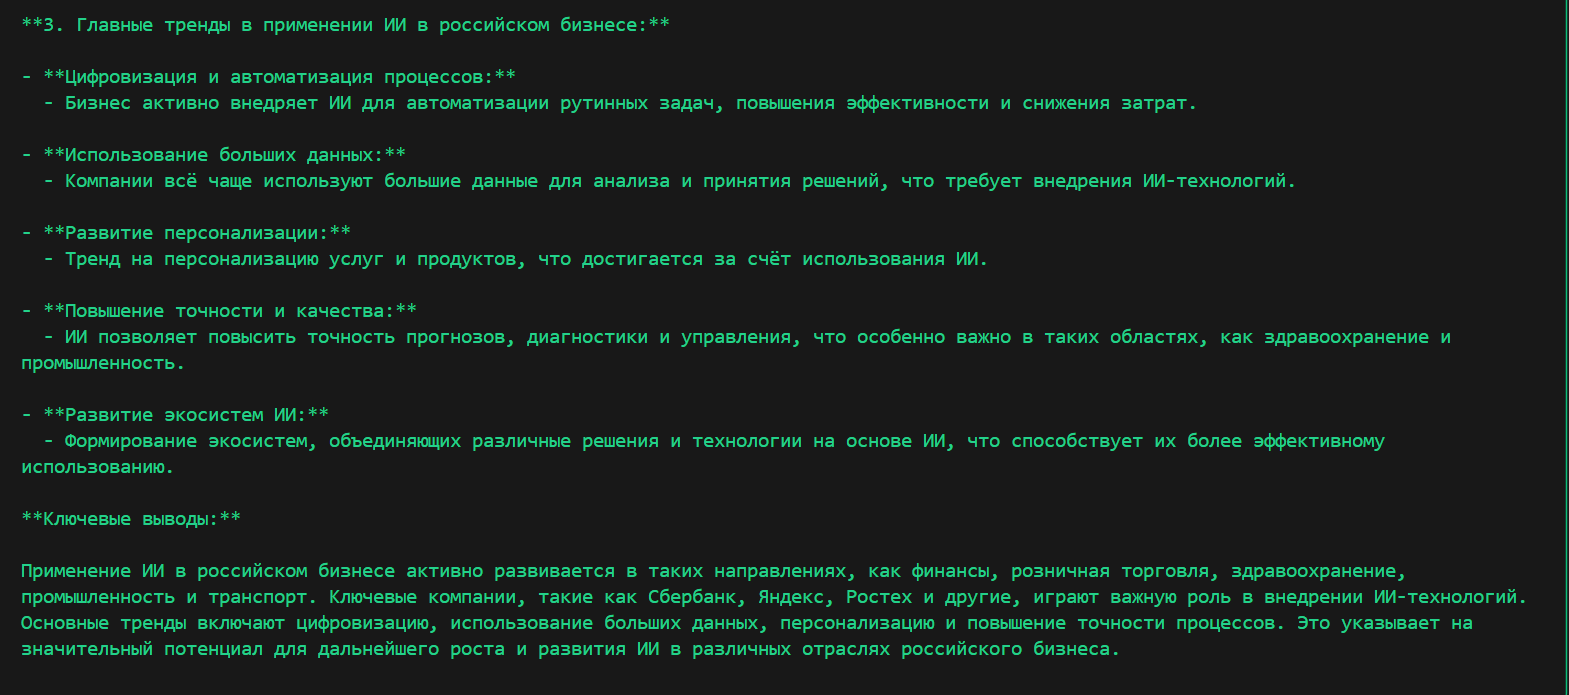 **3. Главные тренды в применении ИИ в российском бизнесе:**
- **Цифровизация и автоматизация процессов:**
- Бизнес активно внедряет ИИ для автоматизации рутинных задач, повышения эффективности и снижения затрат.
- **Использование больших данных:**
- Компании всё чаще используют большие данные для анализа и принятия решений, что требует внедрения ИИ-технологий.
- **Развитие персонализации:**
- Тренд на персонализацию услуг и продуктов, что достигается за счёт использования ИИ.
- **Повышение точности и качества:**
- ИИ позволяет повысить точность прогнозов, диагностики и управления, что особенно важно в таких областях, как здравоохранение и
промышленность.
- **Развитие экосистем ИИ:**
- Формирование экосистем, объединяющих различные решения и технологии на основе ИИ, что способствует их более эффективному
использованию.
**Ключевые выводы:**
Применение ИИ в российском бизнесе активно развивается в таких направлениях, как финансы, розничная торговля, здравоохранение,
промышленность и транспорт. Ключевые компании, такие как Сбербанк, Яндекс, Ростех и другие, играют важную роль в внедрении ИИ-технологий.
Основные тренды включают цифровизацию, использование больших данных, персонализацию и повышение точности процессов. Это указывает на
значительный потенциал для дальнейшего роста и развития ИИ в различных отраслях российского бизнеса.